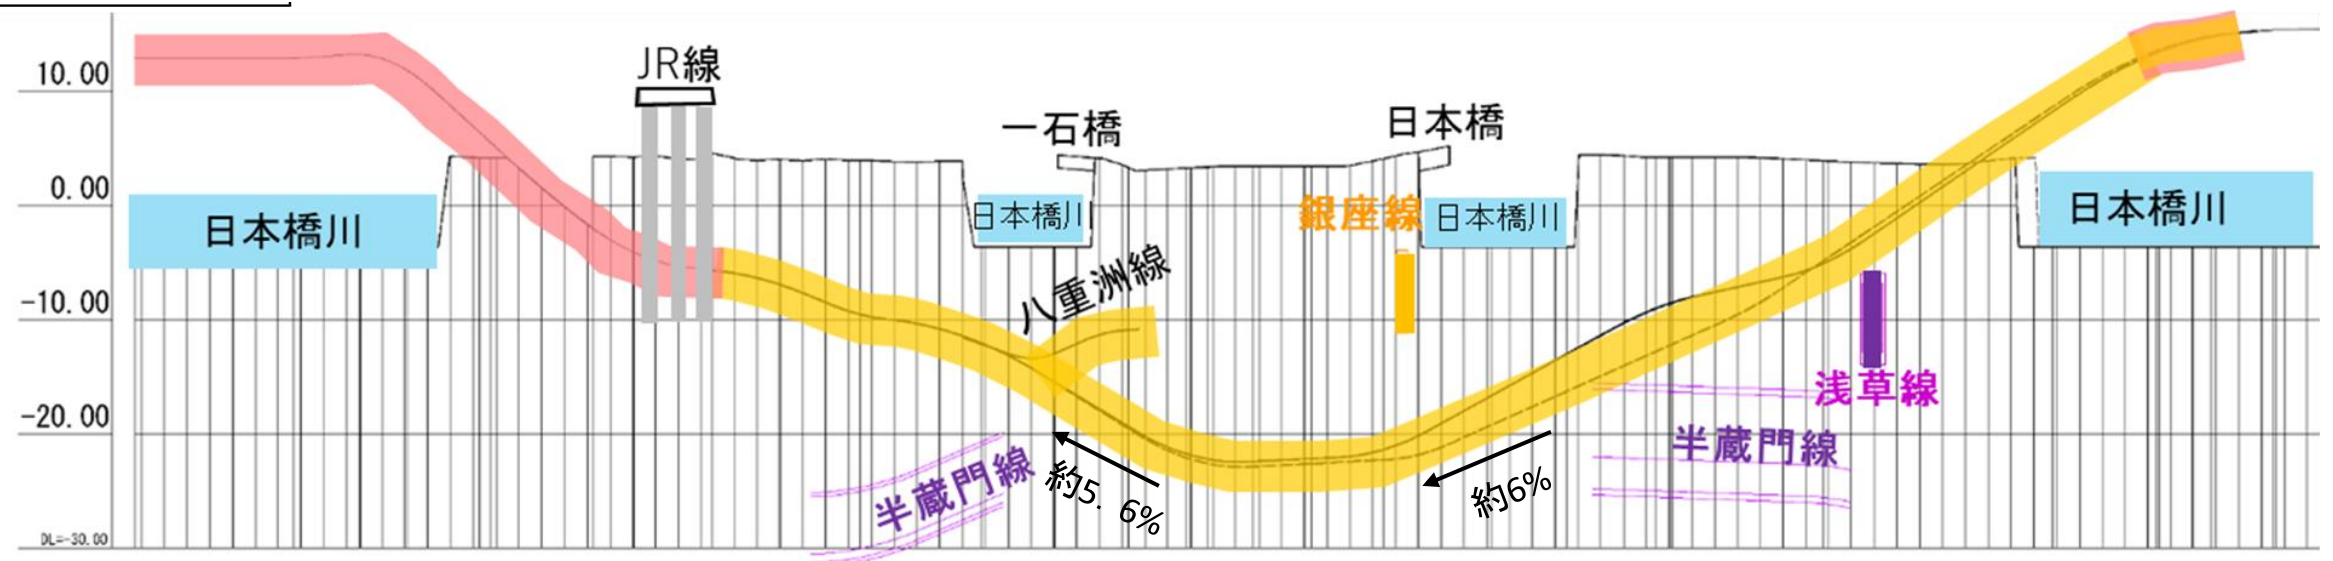 10.00
0.00
-10.00
-20.00
DL=-30.00
JR線
一石橋
日本橋
日本橋川
日本橋川
銀座線
日本橋川
日本橋川
八重洲線
浅草線
半蔵門線
半蔵門線
約5. 6%
約6%